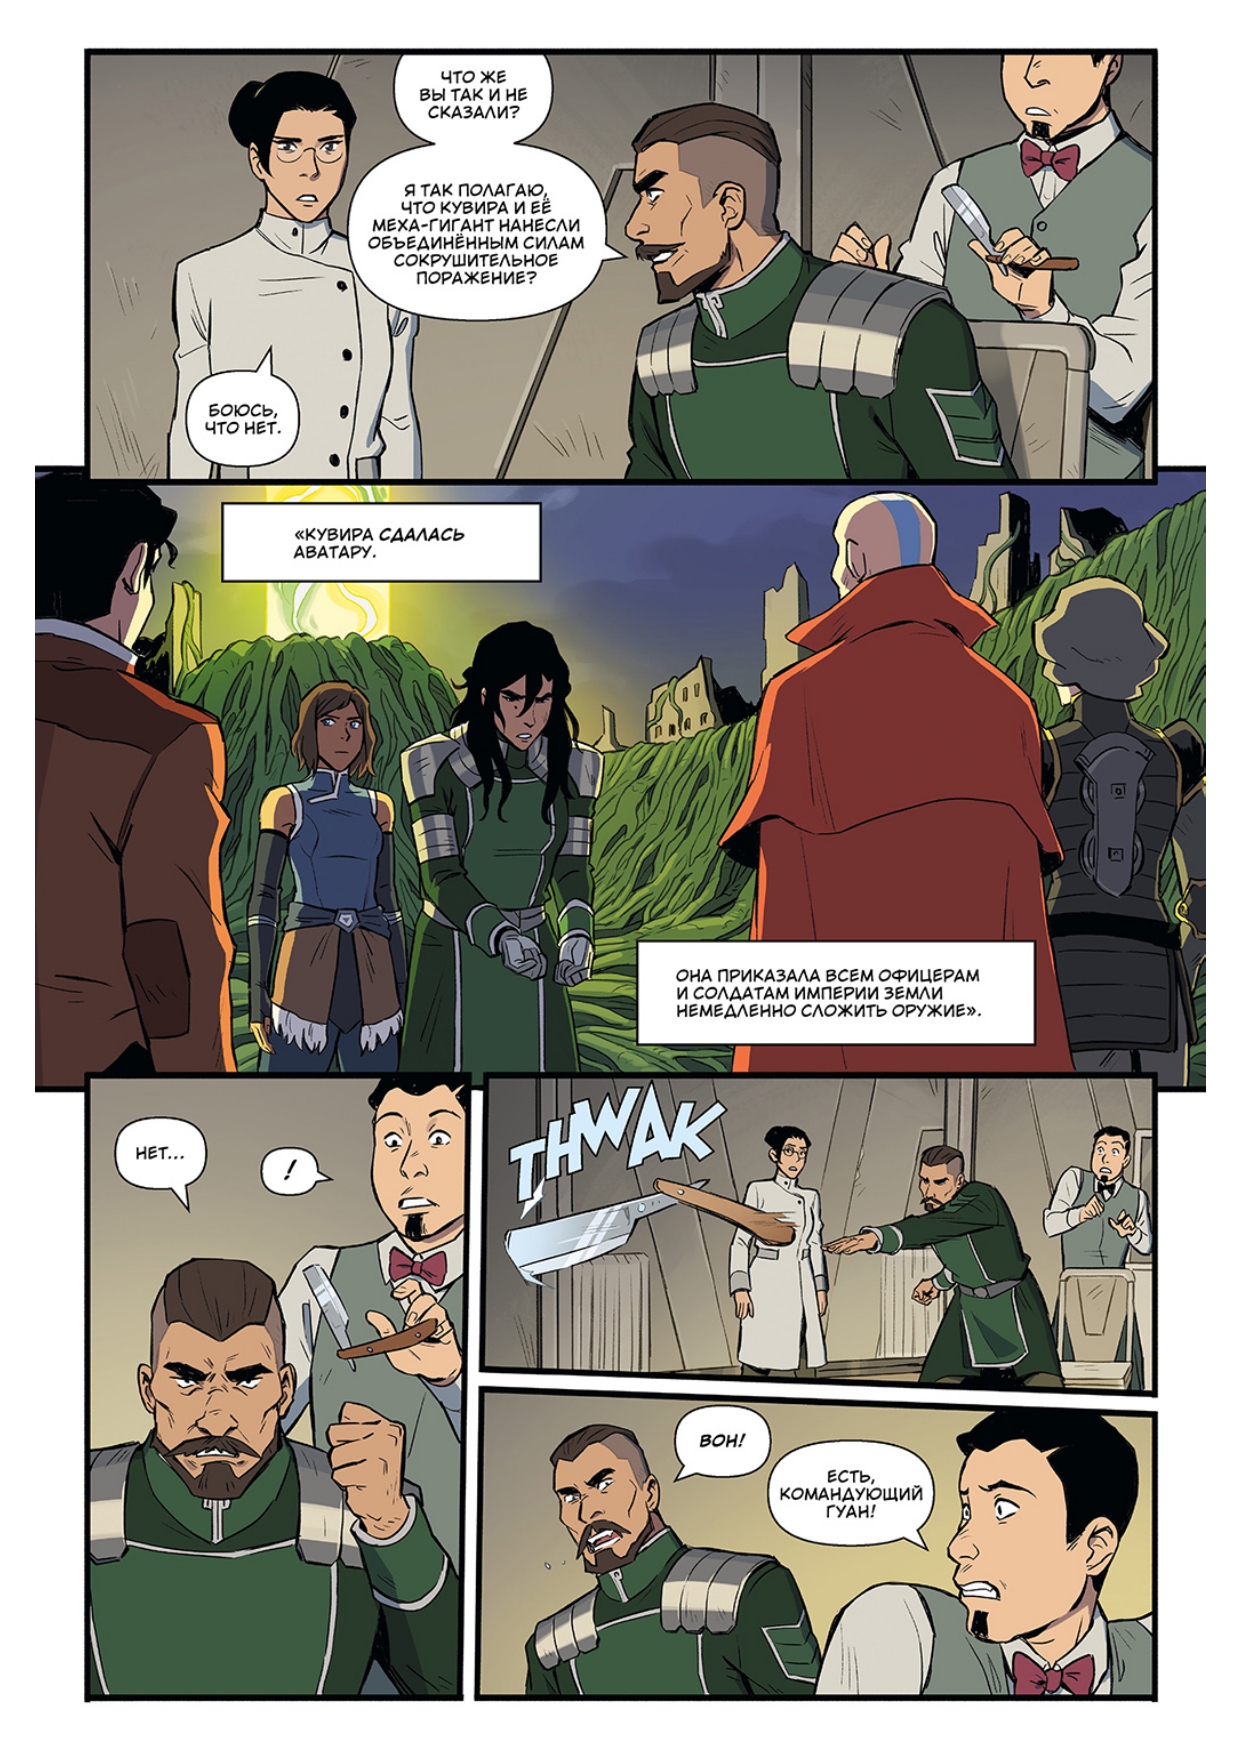 ЧТО ЖЕ
ВЫ ТАК И НЕ
СКАЗАЛИ?
Я ТАК ПОЛАГАЮ,
ЧТО КУВИРА И ЕЁ
МЕХА-ГИГАНТ НАНЕСЛИ
ОБЪЕДИНЁННЫМ СИЛАМ
СОКРУШИТЕЛЬНОЕ
ПОРАЖЕНИЕ?
БОЮСЬ,
ЧТО НЕТ.
«КУВИРА СДАЛАСЬ
АВАТАРУ.
ОНА ПРИКАЗАЛА ВСЕМ ОФИЦЕРАМ
И СОЛДАТАМ ИМПЕРИИ ЗЕМЛИ
НЕМЕДЛЕННО СЛОЖИТЬ ОРУЖИЕ».
НЕТ...
!
THWAK
ВОН!
ЕСТЬ,
КОМАНДУЮЩИЙ
ГУАН!